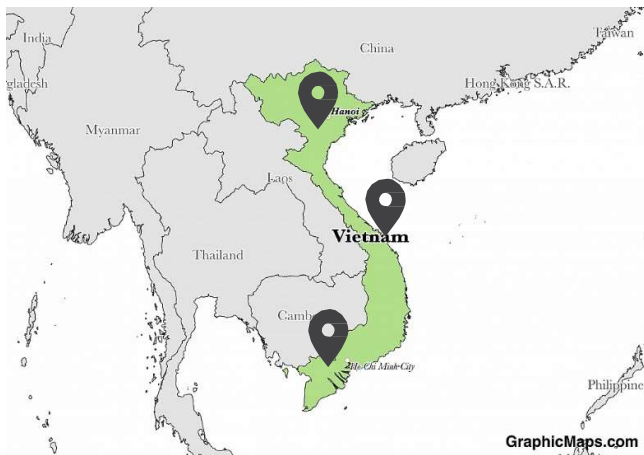 Taiwan
India
China
gladesh
Hong Kong S.A.R.
Hanoi
Myanmar
Laos
Vietnam
Thailand
Camb
Ho Chi Minh City
Philippine
GraphicMaps.com